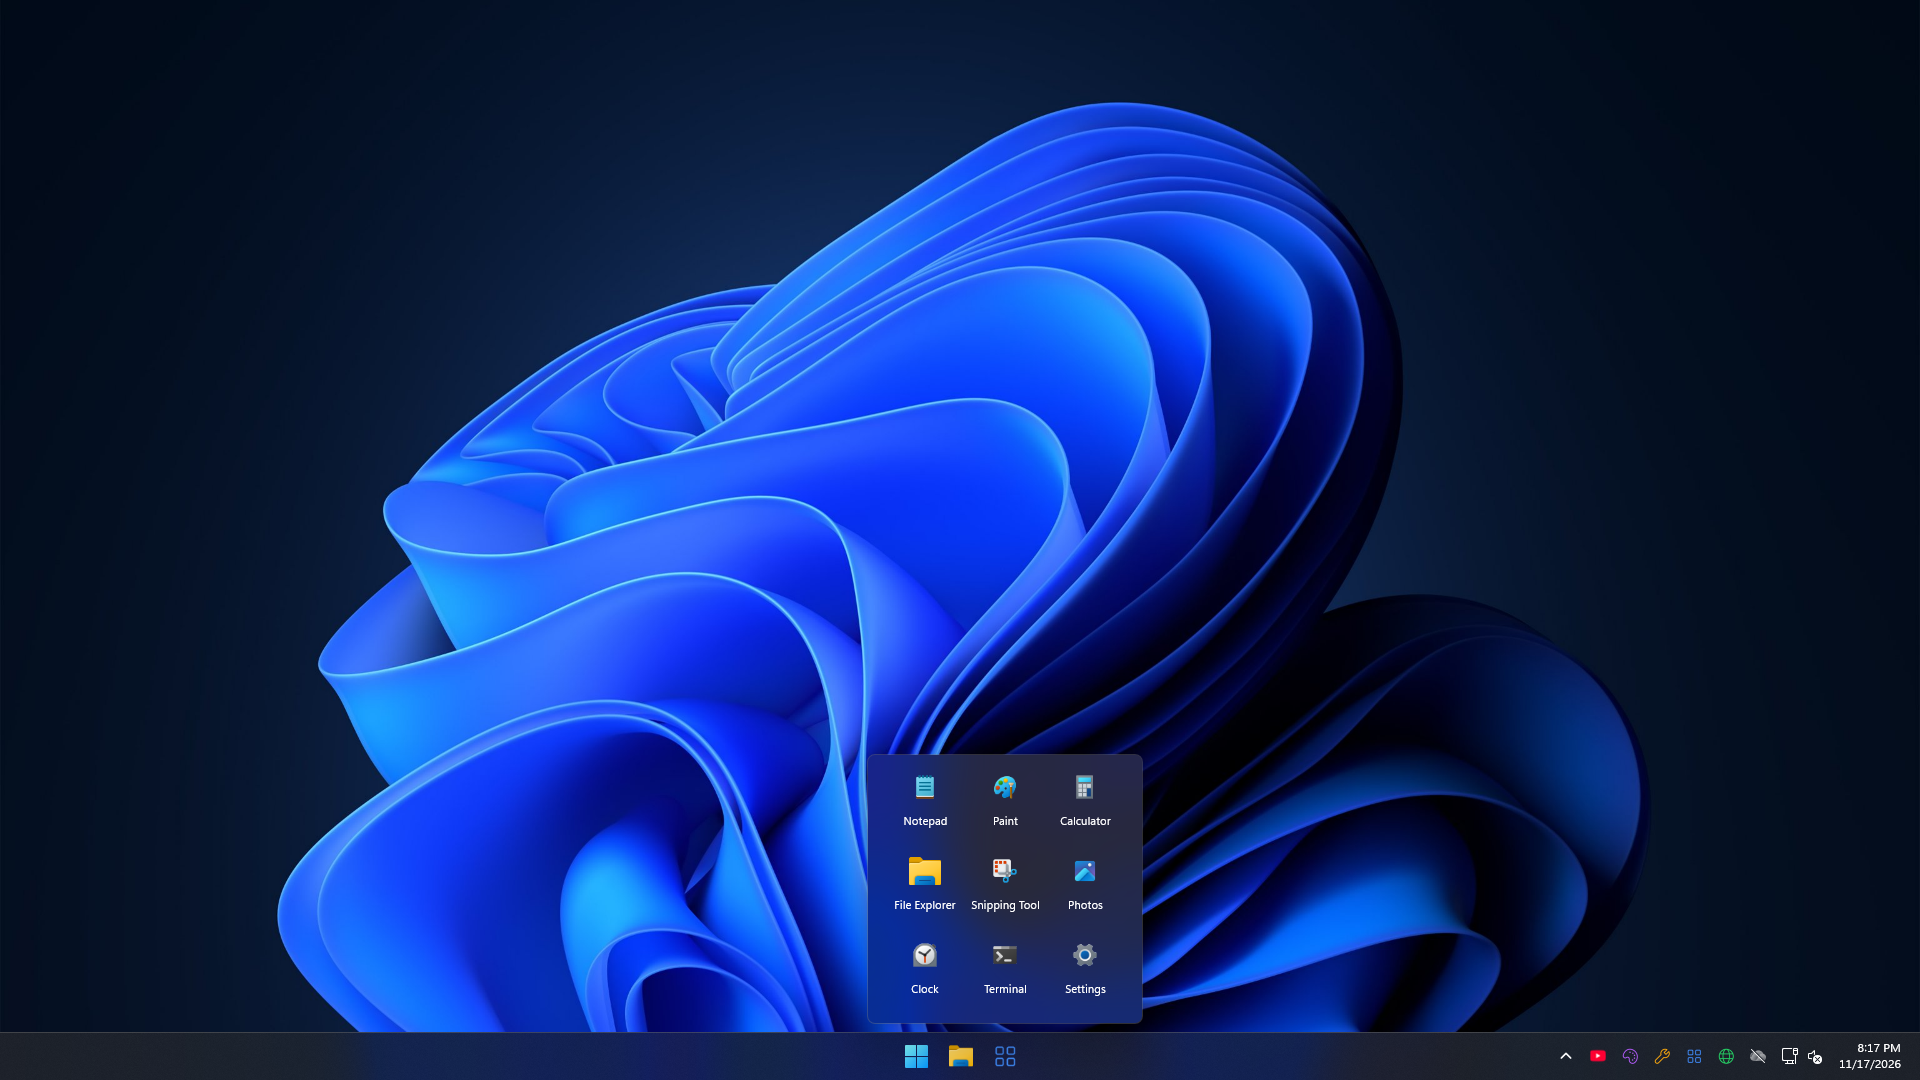 Notepad
Paint
Calculator
File Explorer
Snipping Tool
Photos
Clock
Terminal
Settings
8:17 PM
11/17/2026